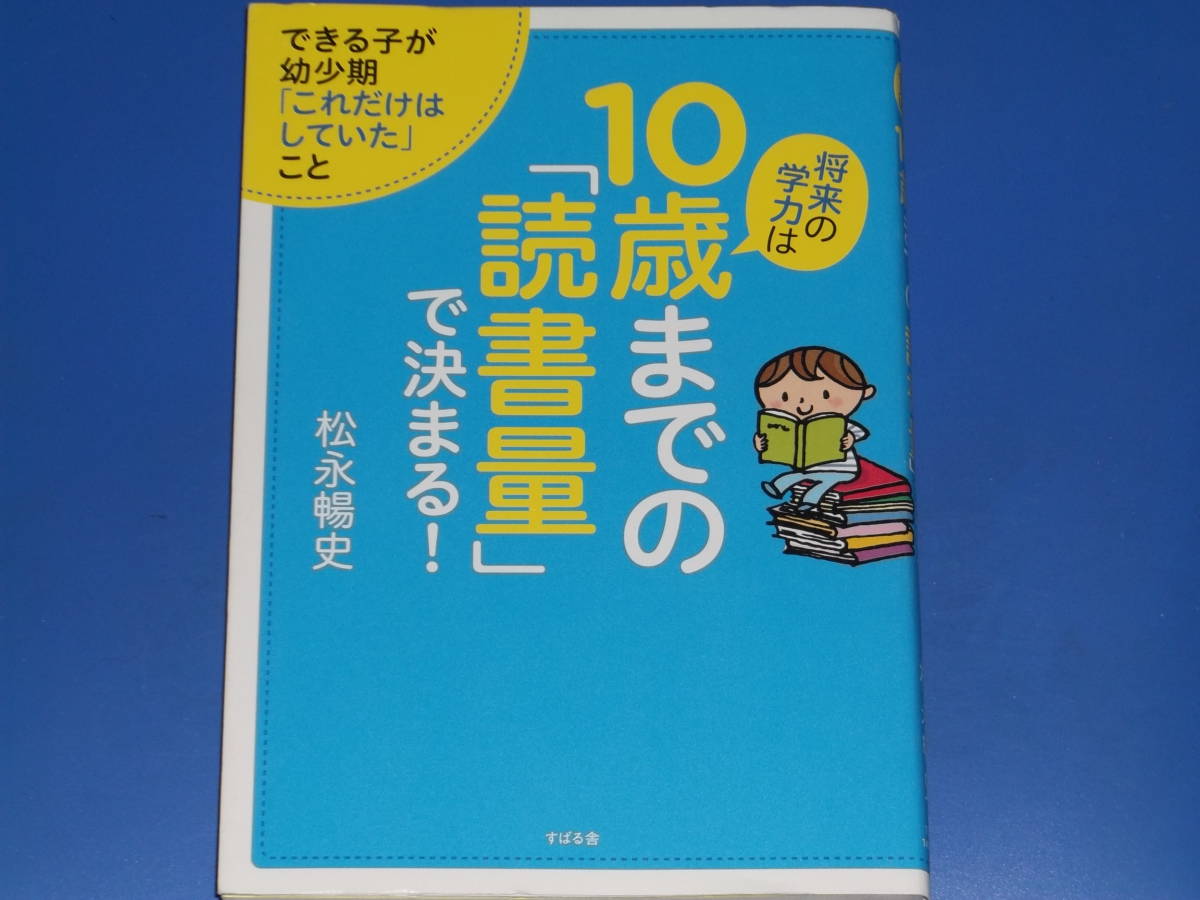 できる子が
幼少期
「これだけは
していた」
こと
将来の
学力は
10歳までの
「読書量」
で決まる!
松永暢史
すばる舎